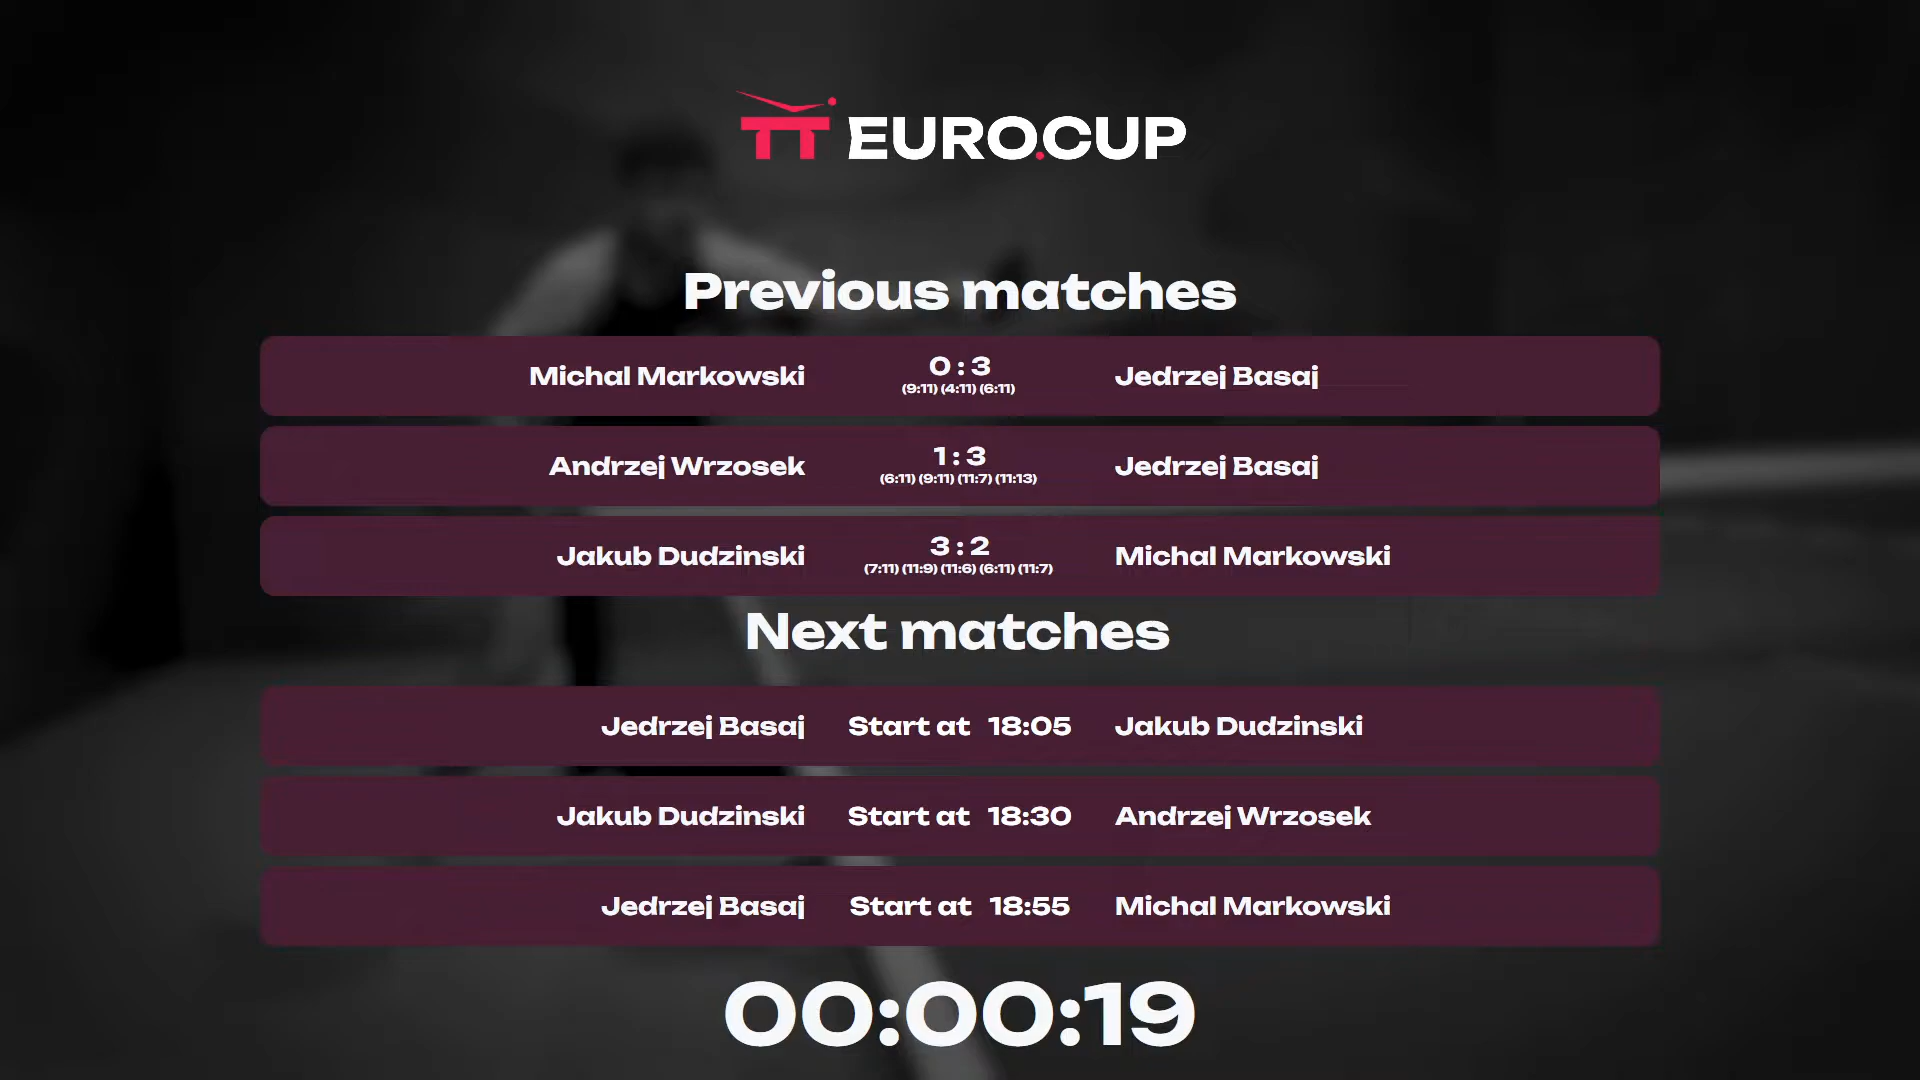 TT EURO.CUP
Previous matches
Michal Markowski 0 : 3 Jedrzej Basaj
(9:11) (4:11) (6:11)
Andrzej Wrzosek 1 : 3 Jedrzej Basaj
(6:11) (9:11) (11:7) (11:13)
Jakub Dudzinski 3 : 2 Michal Markowski
(7:11) (11:9) (11:6) (6:11) (11:7)
Next matches
Jedrzej Basaj Start at 18:05 Jakub Dudzinski
Jakub Dudzinski Start at 18:30 Andrzej Wrzosek
Jedrzej Basaj Start at 18:55 Michal Markowski
00:00:19